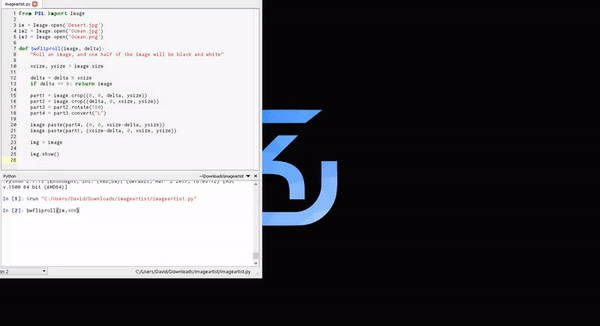 imageartist.py
1 from PIL import Image
2
3 im = Image.open('Desert.jpg')
4 im2 = Image.open('Ocean.jpg')
5 im3 = Image.open('Ocean.png')
6
7 def bwfliproll(image, delta):
8 "Roll an image, and one half of the image will be black and white"
9
10 xsize, ysize = image.size
11
12 delta = delta % xsize
13 if delta == 0: return image
14
15 part1 = image.crop((0, 0, delta, ysize))
16 part2 = image.crop((delta, 0, xsize, ysize))
17 part3 = part2.rotate(180)
18 part4 = part3.convert("L")
19
20 image.paste(part4, (0, 0, xsize-delta, ysize))
21 image.paste(part1, (xsize-delta, 0, xsize, ysize))
22
23 img = image
24
25 img.show()
26
Python
~/Downloads/imageartist
v.1500 64 bit (AMD64)]
In [1]: %run "C:/Users/David/Downloads/imageartist/imageartist.py"
In [2]: bwfliproll(im,400)
on 2
C:/Users/David/Downloads/imageartist/imageartist.py